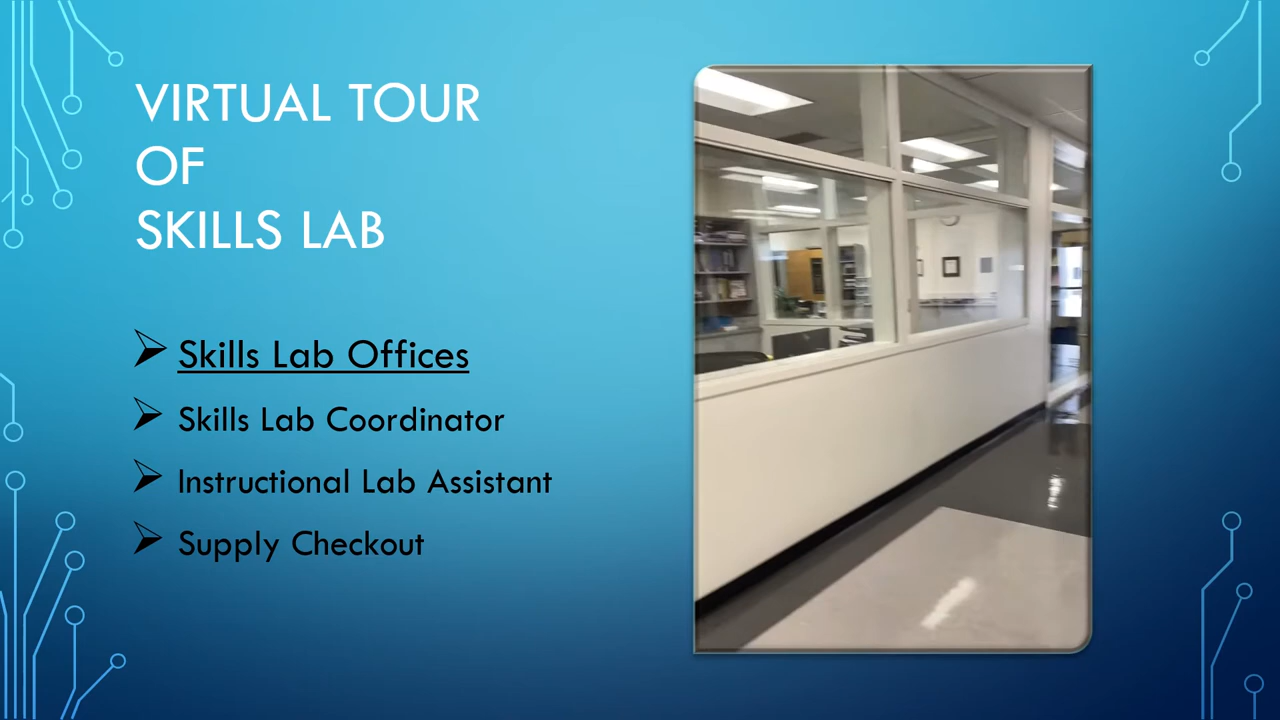 VIRTUAL TOUR
OF
SKILLS LAB
Skills Lab Offices
Skills Lab Coordinator
Instructional Lab Assistant
Supply Checkout